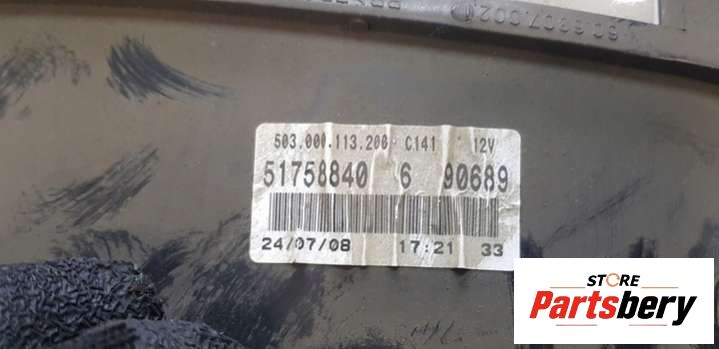 503.000.113.200 C141 12V
51758840 6 90689
24/07/08 17:21 33
STORE
Partsbery